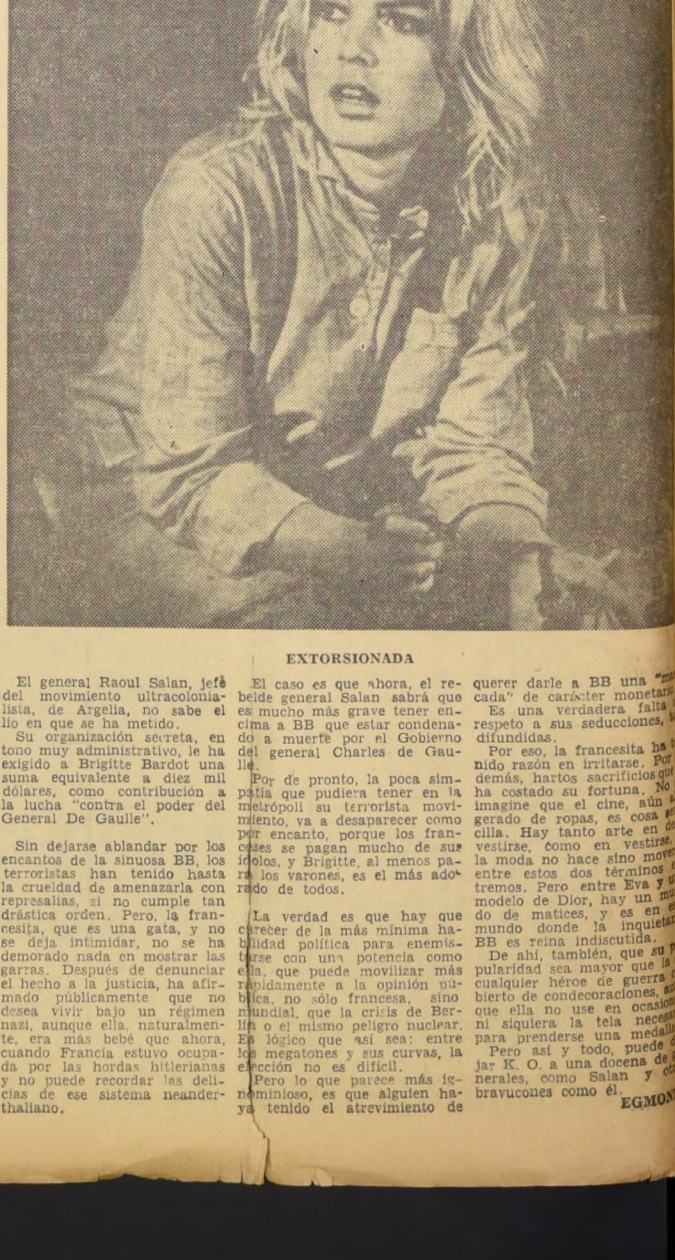 EXTORSIONADA
El general Raoul Salan, jefe
del movimiento ultracolonia-
lista, de Argelia, no sabe el
lío en que se ha metido.
Su organización secreta, en
tono muy administrativo, le ha
exigido a Brigitte Bardot una
suma equivalente a diez mil
dólares, como contribución a
la lucha "contra el poder del
General De Gaulle".
Sin dejarse ablandar por los
encantos de la sinuosa BB, los
terroristas han tenido hasta
la crueldad de amenazarla con
represalias, si no cumple tan
drástica orden. Pero, la fran-
cesita, que es una gata, y no
se deja intimidar, no se ha
demorado nada en mostrar las
garras. Después de denunciar
el hecho a la justicia, ha afir-
mado públicamente que no
desea vivir bajo un régimen
nazi, aunque ella, naturalmen-
te, era más bebé que ahora,
cuando Francia estuvo ocupa-
da por las hordas hitlerianas
y no puede recordar las deli-
cias de ese sistema neander-
thaliano.
El caso es que ahora, el re-
belde general Salan sabrá que
es mucho más grave tener en-
cima a BB que estar condena-
do a muerte por el Gobierno
del general Charles de Gau-
lle.
Por de pronto, la poca sim-
patía que pudiera tener en la
metrópoli su terrorista movi-
miento, va a desaparecer como
por encanto, porque los fran-
ceses se pagan mucho de sus
ídolos, y Brigitte, al menos pa-
ra los varones, es el más ado-
rado de todos.
La verdad es que hay que
carecer de la más mínima ha-
bilidad política para enemis-
tarse con una potencia como
ella, que puede movilizar más
rápidamente a la opinión pú-
blica, no sólo francesa, sino
mundial, que la crisis de Ber-
lín o el mismo peligro nuclear.
Es lógico que así sea: entre
los megatones y sus curvas, la
elección no es difícil.
Pero lo que parece más ig-
nominioso, es que alguien ha-
ya tenido el atrevimiento de
querer darle a BB una
cada" de carácter
Es una verdadera falta
respeto a sus seducciones,
difundidas.
Por eso, la francesita ha
nido razón en irritarse. Por
demás, hartos sacrificios que
ha costado su fortuna. No
imagine que el cine, aún
gerado de ropas, es cosa
cilla. Hay tanto arte en
vestirse, como en vestirse,
la moda no hace sino
entre estos dos términos
tremos. Pero entre Eva y
modelo de Dior, hay un
do de matices, y es en
mundo donde la
BB es reina indiscutida.
De ahí, también, que su
pularidad sea mayor que la
cualquier héroe de guerra
bierto de condecoraciones,
que ella no use en
ni siquiera la tela
para prenderse una
Pero así y todo, puede
jar K. O. a una docena de
nerales, como Salan y
bravucones como él.